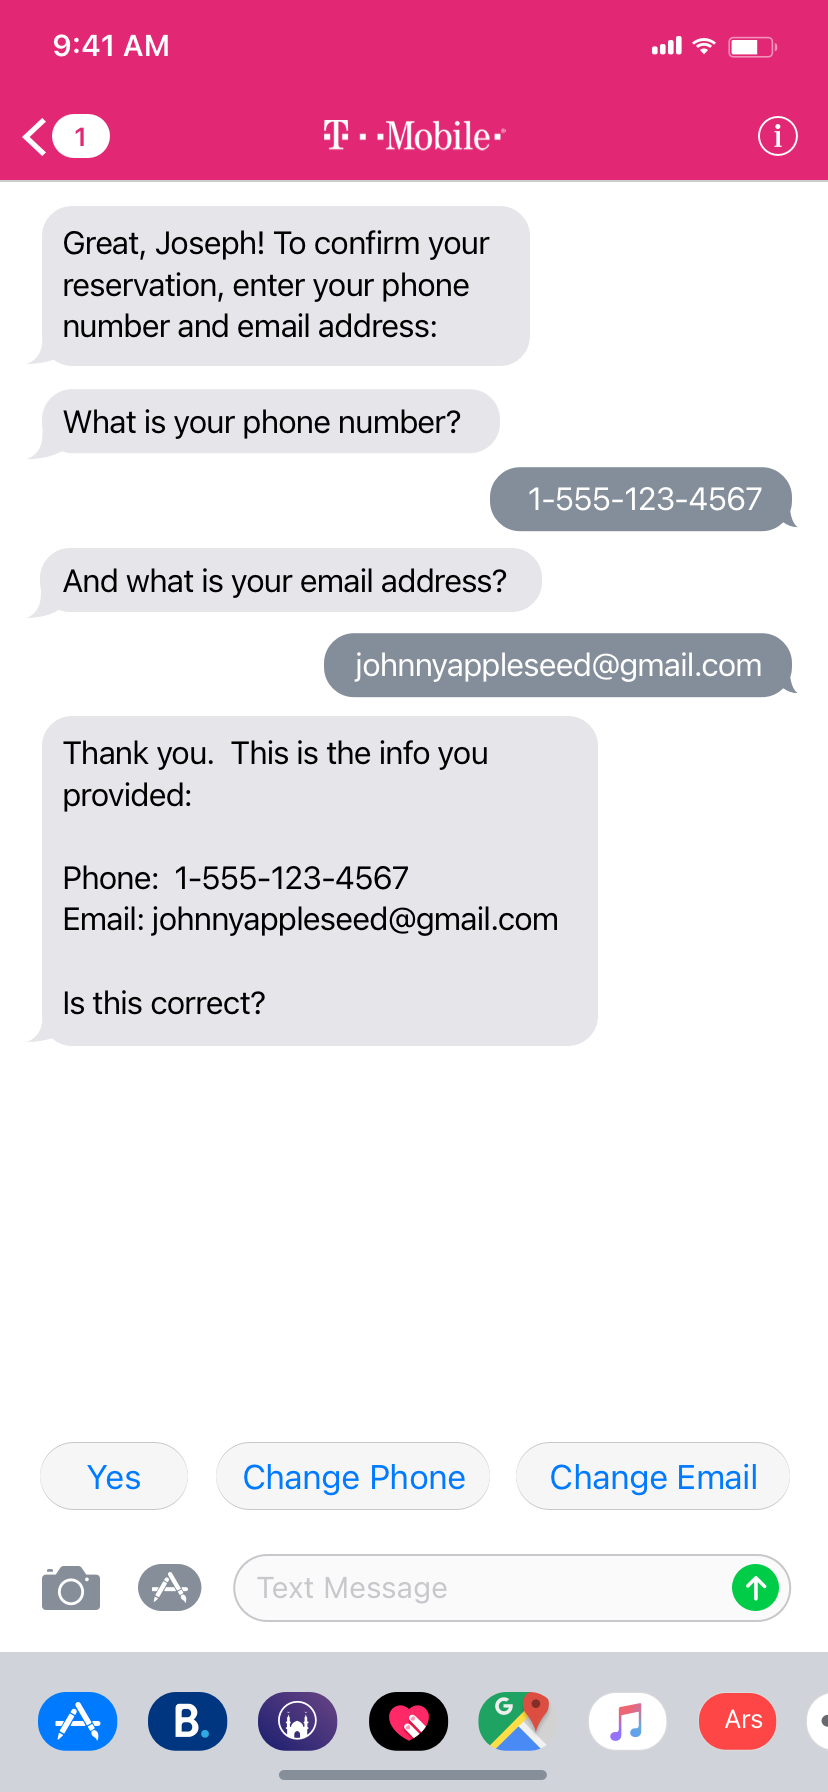 9:41 AM
1
T··Mobile·®
i
Great, Joseph! To confirm your
reservation, enter your phone
number and email address:
What is your phone number?
1-555-123-4567
And what is your email address?
johnnyappleseed@gmail.com
Thank you.  This is the info you
provided:
Phone:  1-555-123-4567
Email: johnnyappleseed@gmail.com
Is this correct?
Yes
Change Phone
Change Email
Text Message
B.
G
Ars